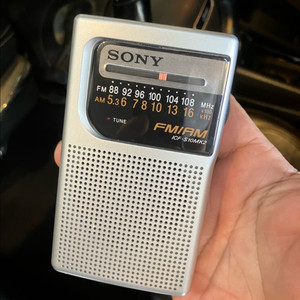 SONY
FM 88 92 96 100 104 108 MHz
AM 5.3 6 7 8 10 13 16 ×100 kHz
TUNE
FM/AM
ICF-S10MK2